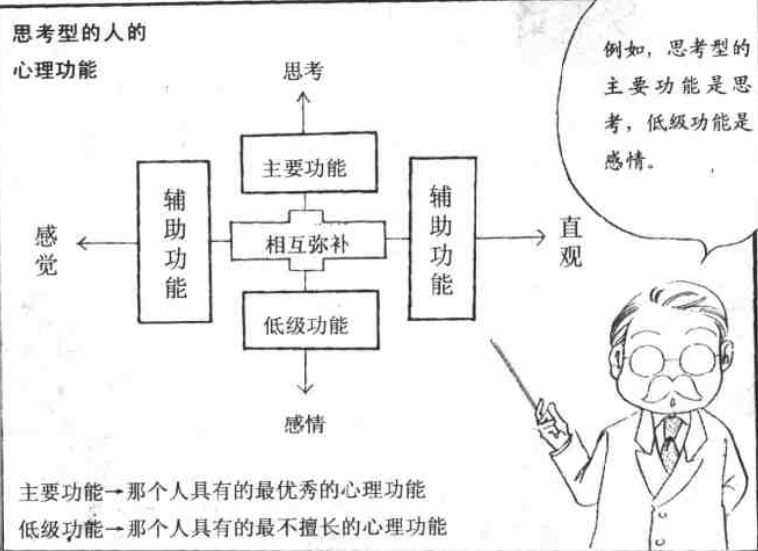 思考型的人的
心理功能
例如，思考型的
主要功能是思
考，低级功能是
感情。
思考
主要功能
辅助功能
辅助功能
感觉
相互弥补
直观
低级功能
感情
主要功能→那个人具有的最优秀的心理功能
低级功能→那个人具有的最不擅长的心理功能